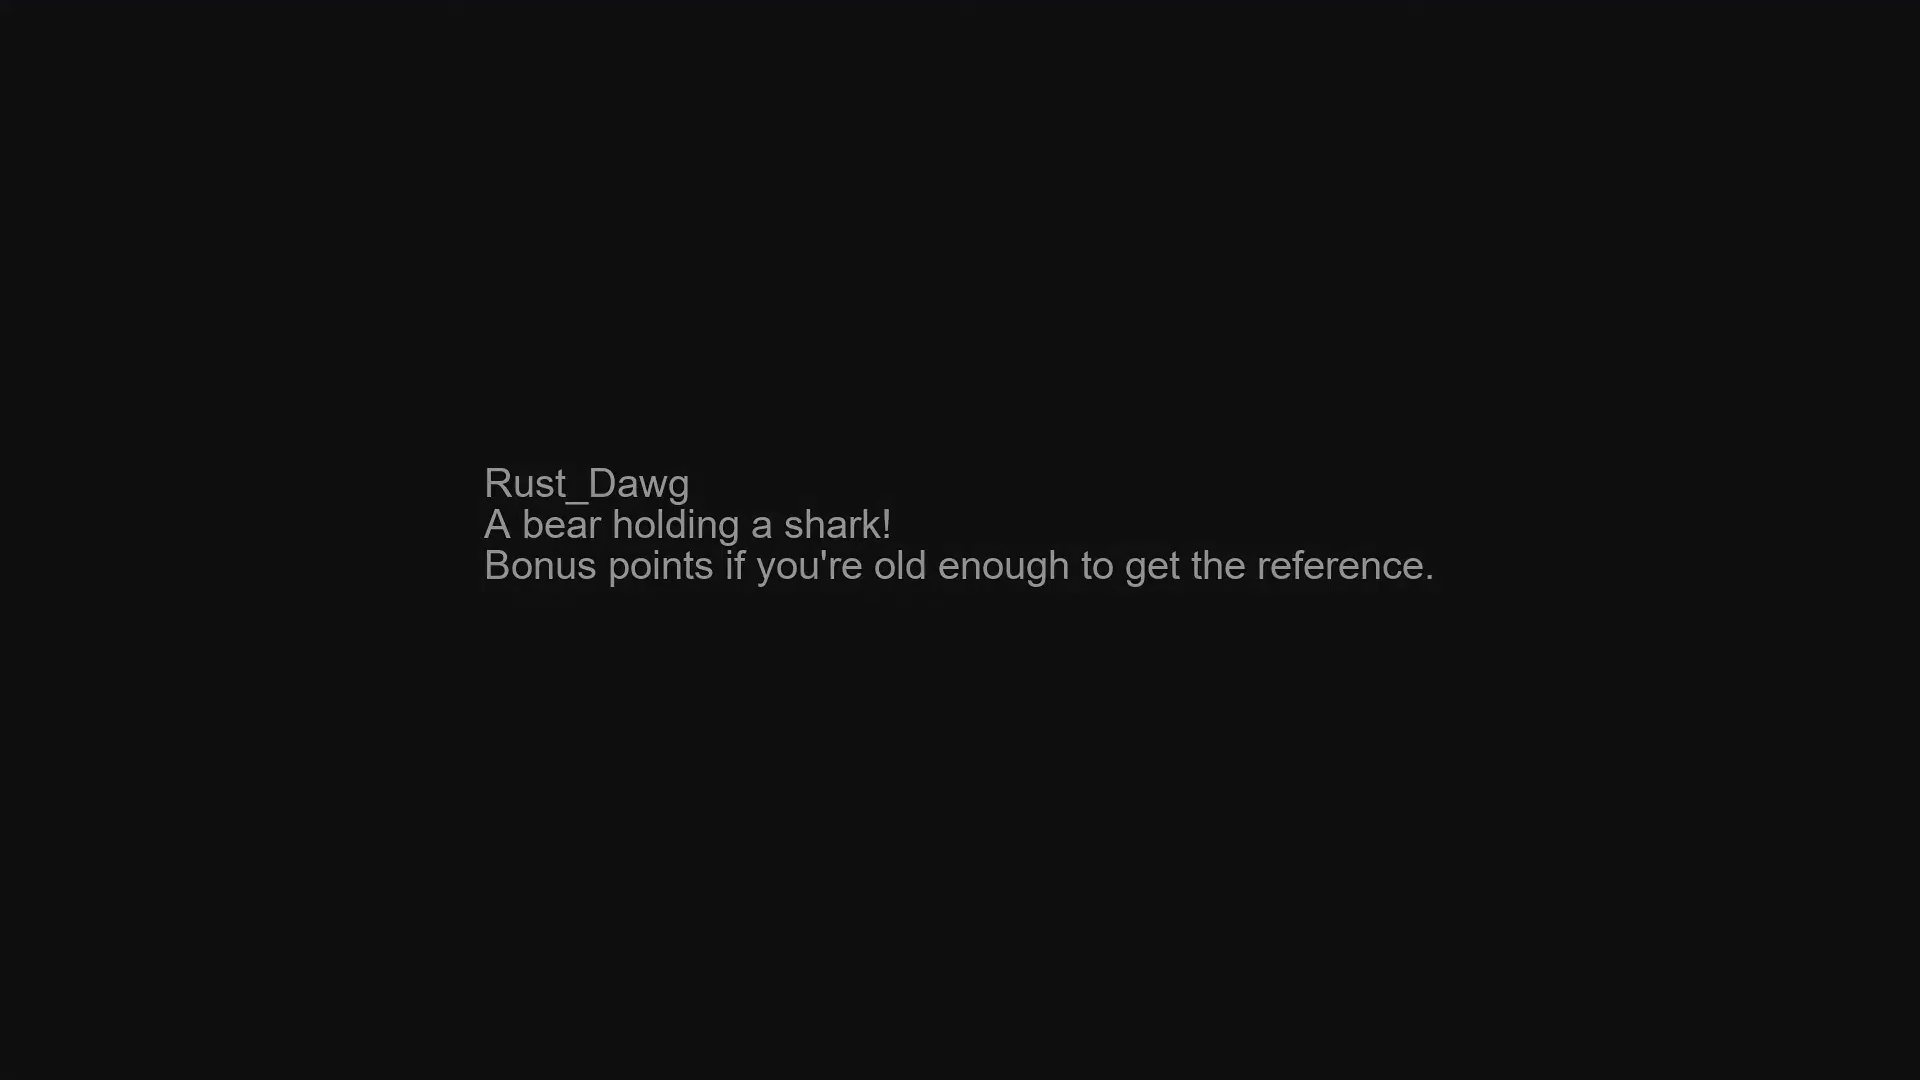 Rust_Dawg
A bear holding a shark!
Bonus points if you're old enough to get the reference.